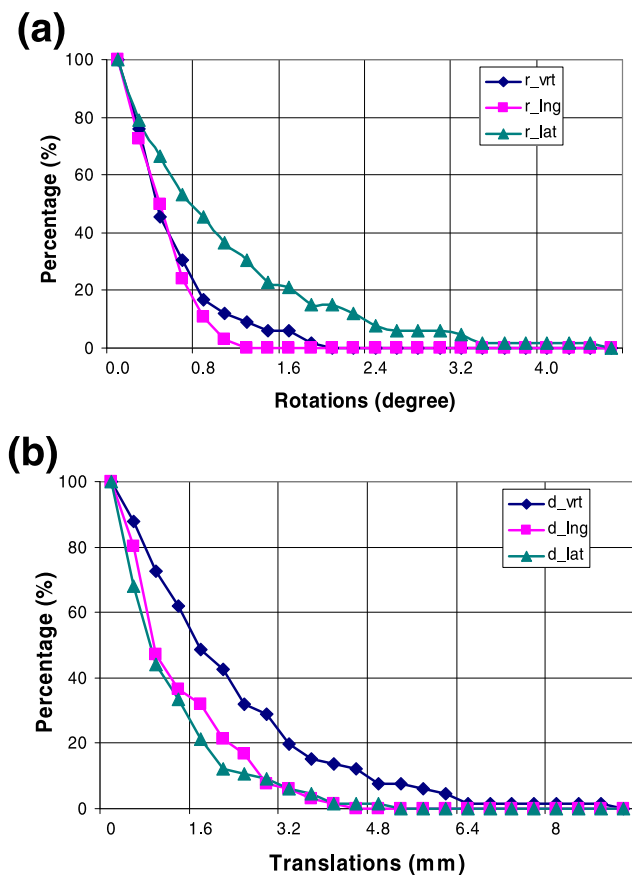 (a)
100
80
60
40
20
0
Percentage (%)
r_vrt
r_lng
r_lat
0.0 0.8 1.6 2.4 3.2 4.0
Rotations (degree)
(b)
100
80
60
40
20
0
Percentage (%)
d_vrt
d_lng
d_lat
0 1.6 3.2 4.8 6.4 8
Translations (mm)